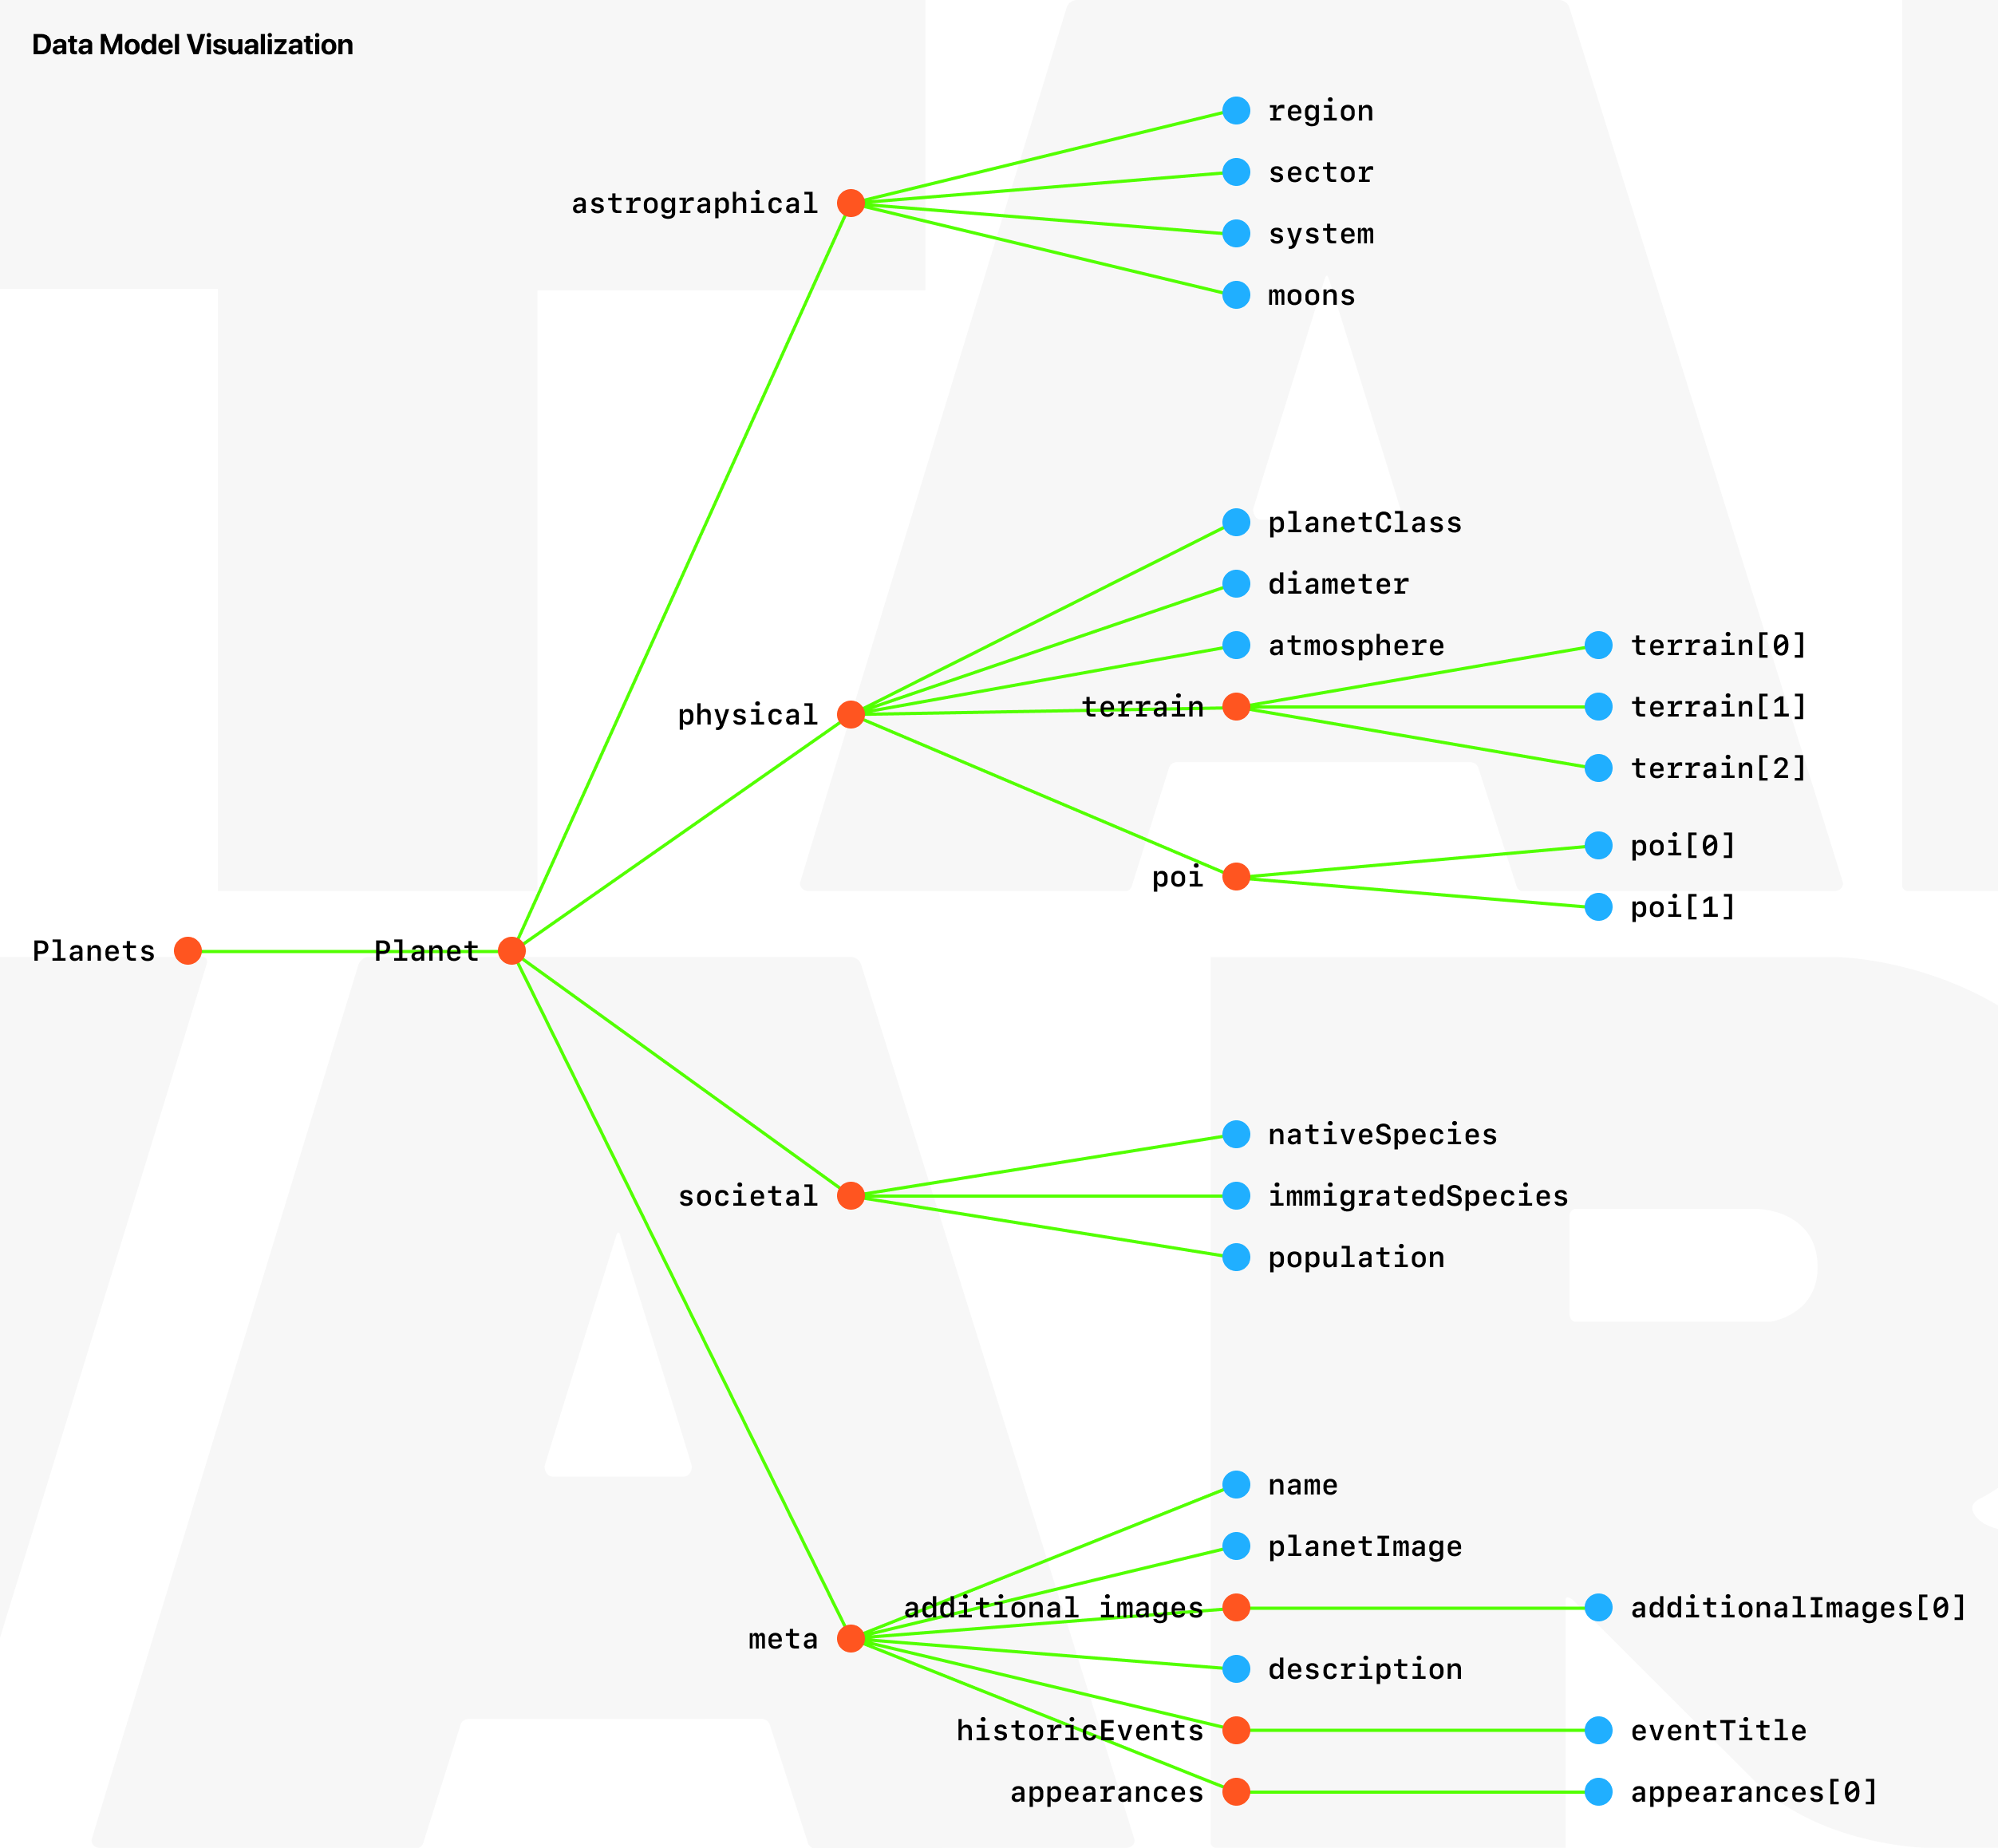 Data Model Visualization
region
sector
astrographical
system
moons
planetClass
diameter
atmosphere
terrain[0]
physical
terrain
terrain[1]
terrain[2]
poi[0]
poi
poi[1]
Planets
Planet
nativeSpecies
societal
immigratedSpecies
population
name
planetImage
additional images
additionalImages[0]
meta
description
historicEvents
eventTitle
appearances
appearances[0]